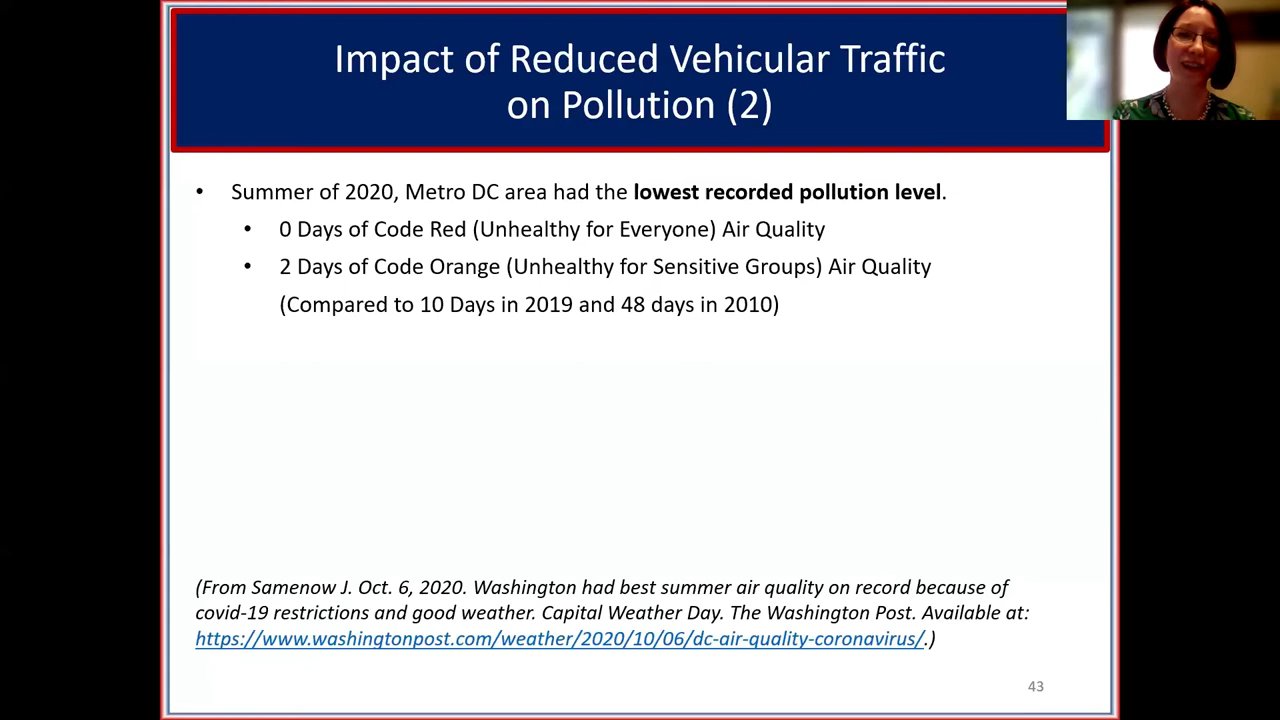 Impact of Reduced Vehicular Traffic
on Pollution (2)
• Summer of 2020, Metro DC area had the lowest recorded pollution level.
• 0 Days of Code Red (Unhealthy for Everyone) Air Quality
• 2 Days of Code Orange (Unhealthy for Sensitive Groups) Air Quality
(Compared to 10 Days in 2019 and 48 days in 2010)
(From Samenow J. Oct. 6, 2020. Washington had best summer air quality on record because of
covid-19 restrictions and good weather. Capital Weather Day. The Washington Post. Available at:
https://www.washingtonpost.com/weather/2020/10/06/dc-air-quality-coronavirus/.)
43